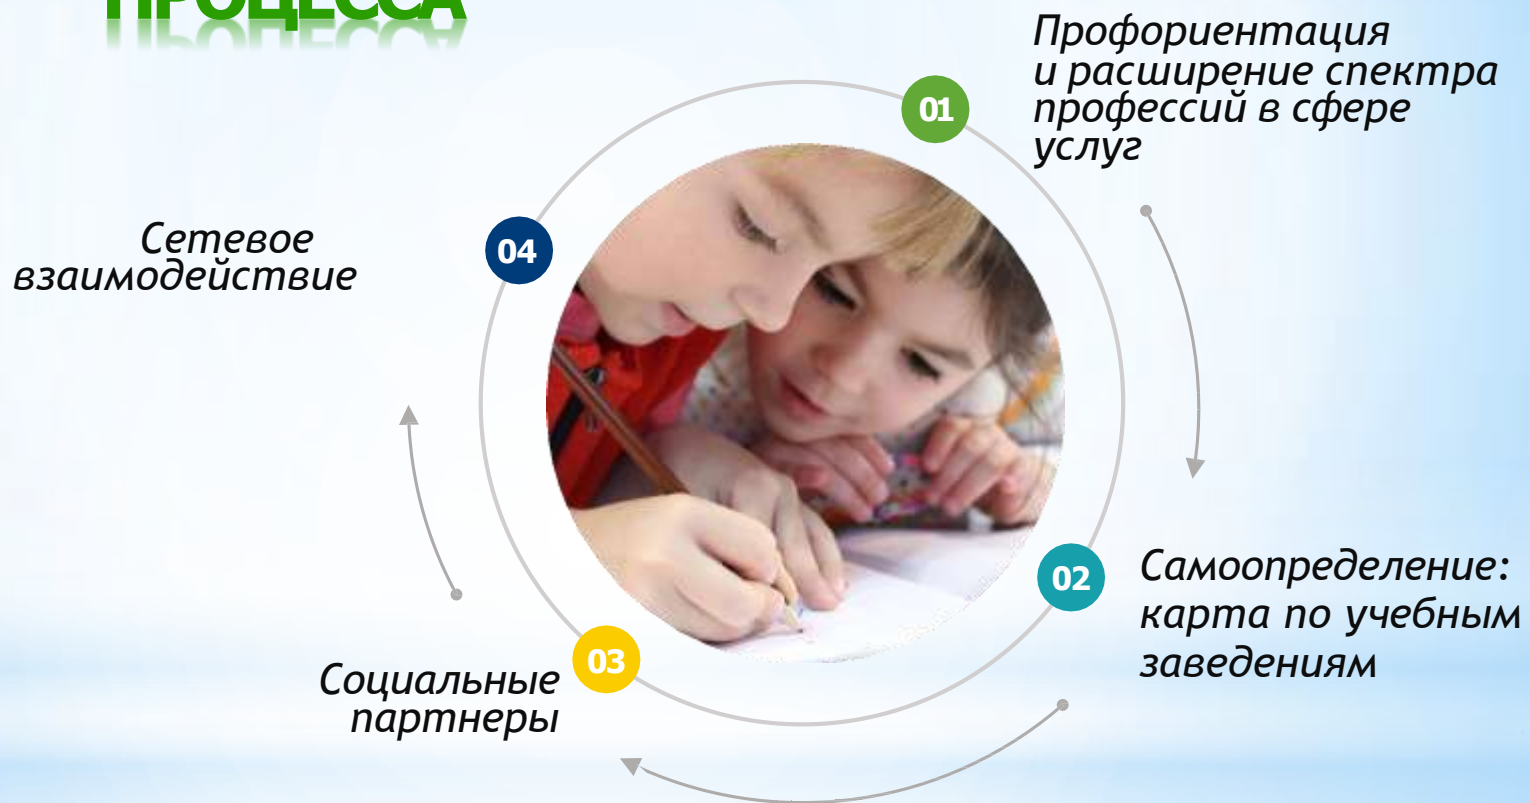 ПРОЦЕССА
01
Профориентация
и расширение спектра
профессий в сфере
услуг
04
Сетевое
взаимодействие
02
Самоопределение:
карта по учебным
заведениям
03
Социальные
партнеры